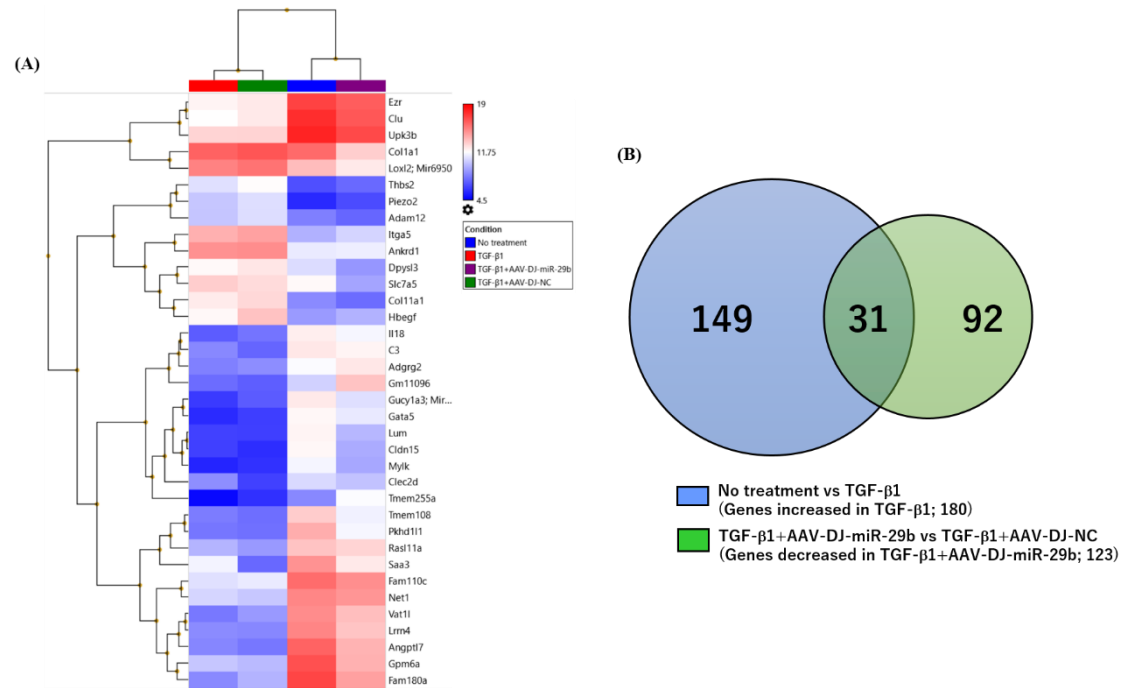 (A)
Ezr
Clu
Upk3b
Col1a1
Loxl2; Mir6950
Thbs2
Piezo2
Adam12
Itga5
Ankrd1
Dpysl3
Slc7a5
Col11a1
Hbegf
Il18
C3
Adgrg2
Gm11096
Gucy1a3; Mir...
Gata5
Lum
Cldn15
Mylk
Clec2d
Tmem255a
Tmem108
Pkhd1l1
Rasl11a
Saa3
Fam110c
Net1
Vat1l
Lrrn4
Angptl7
Gpm6a
Fam180a
19
11.75
4.5
Condition
No treatment
TGF-β1
TGF-β1+AAV-DJ-miR-29b
TGF-β1+AAV-DJ-NC
(B)
149
31
92
No treatment vs TGF-β1
(Genes increased in TGF-β1; 180)
TGF-β1+AAV-DJ-miR-29b vs TGF-β1+AAV-DJ-NC
(Genes decreased in TGF-β1+AAV-DJ-miR-29b; 123)